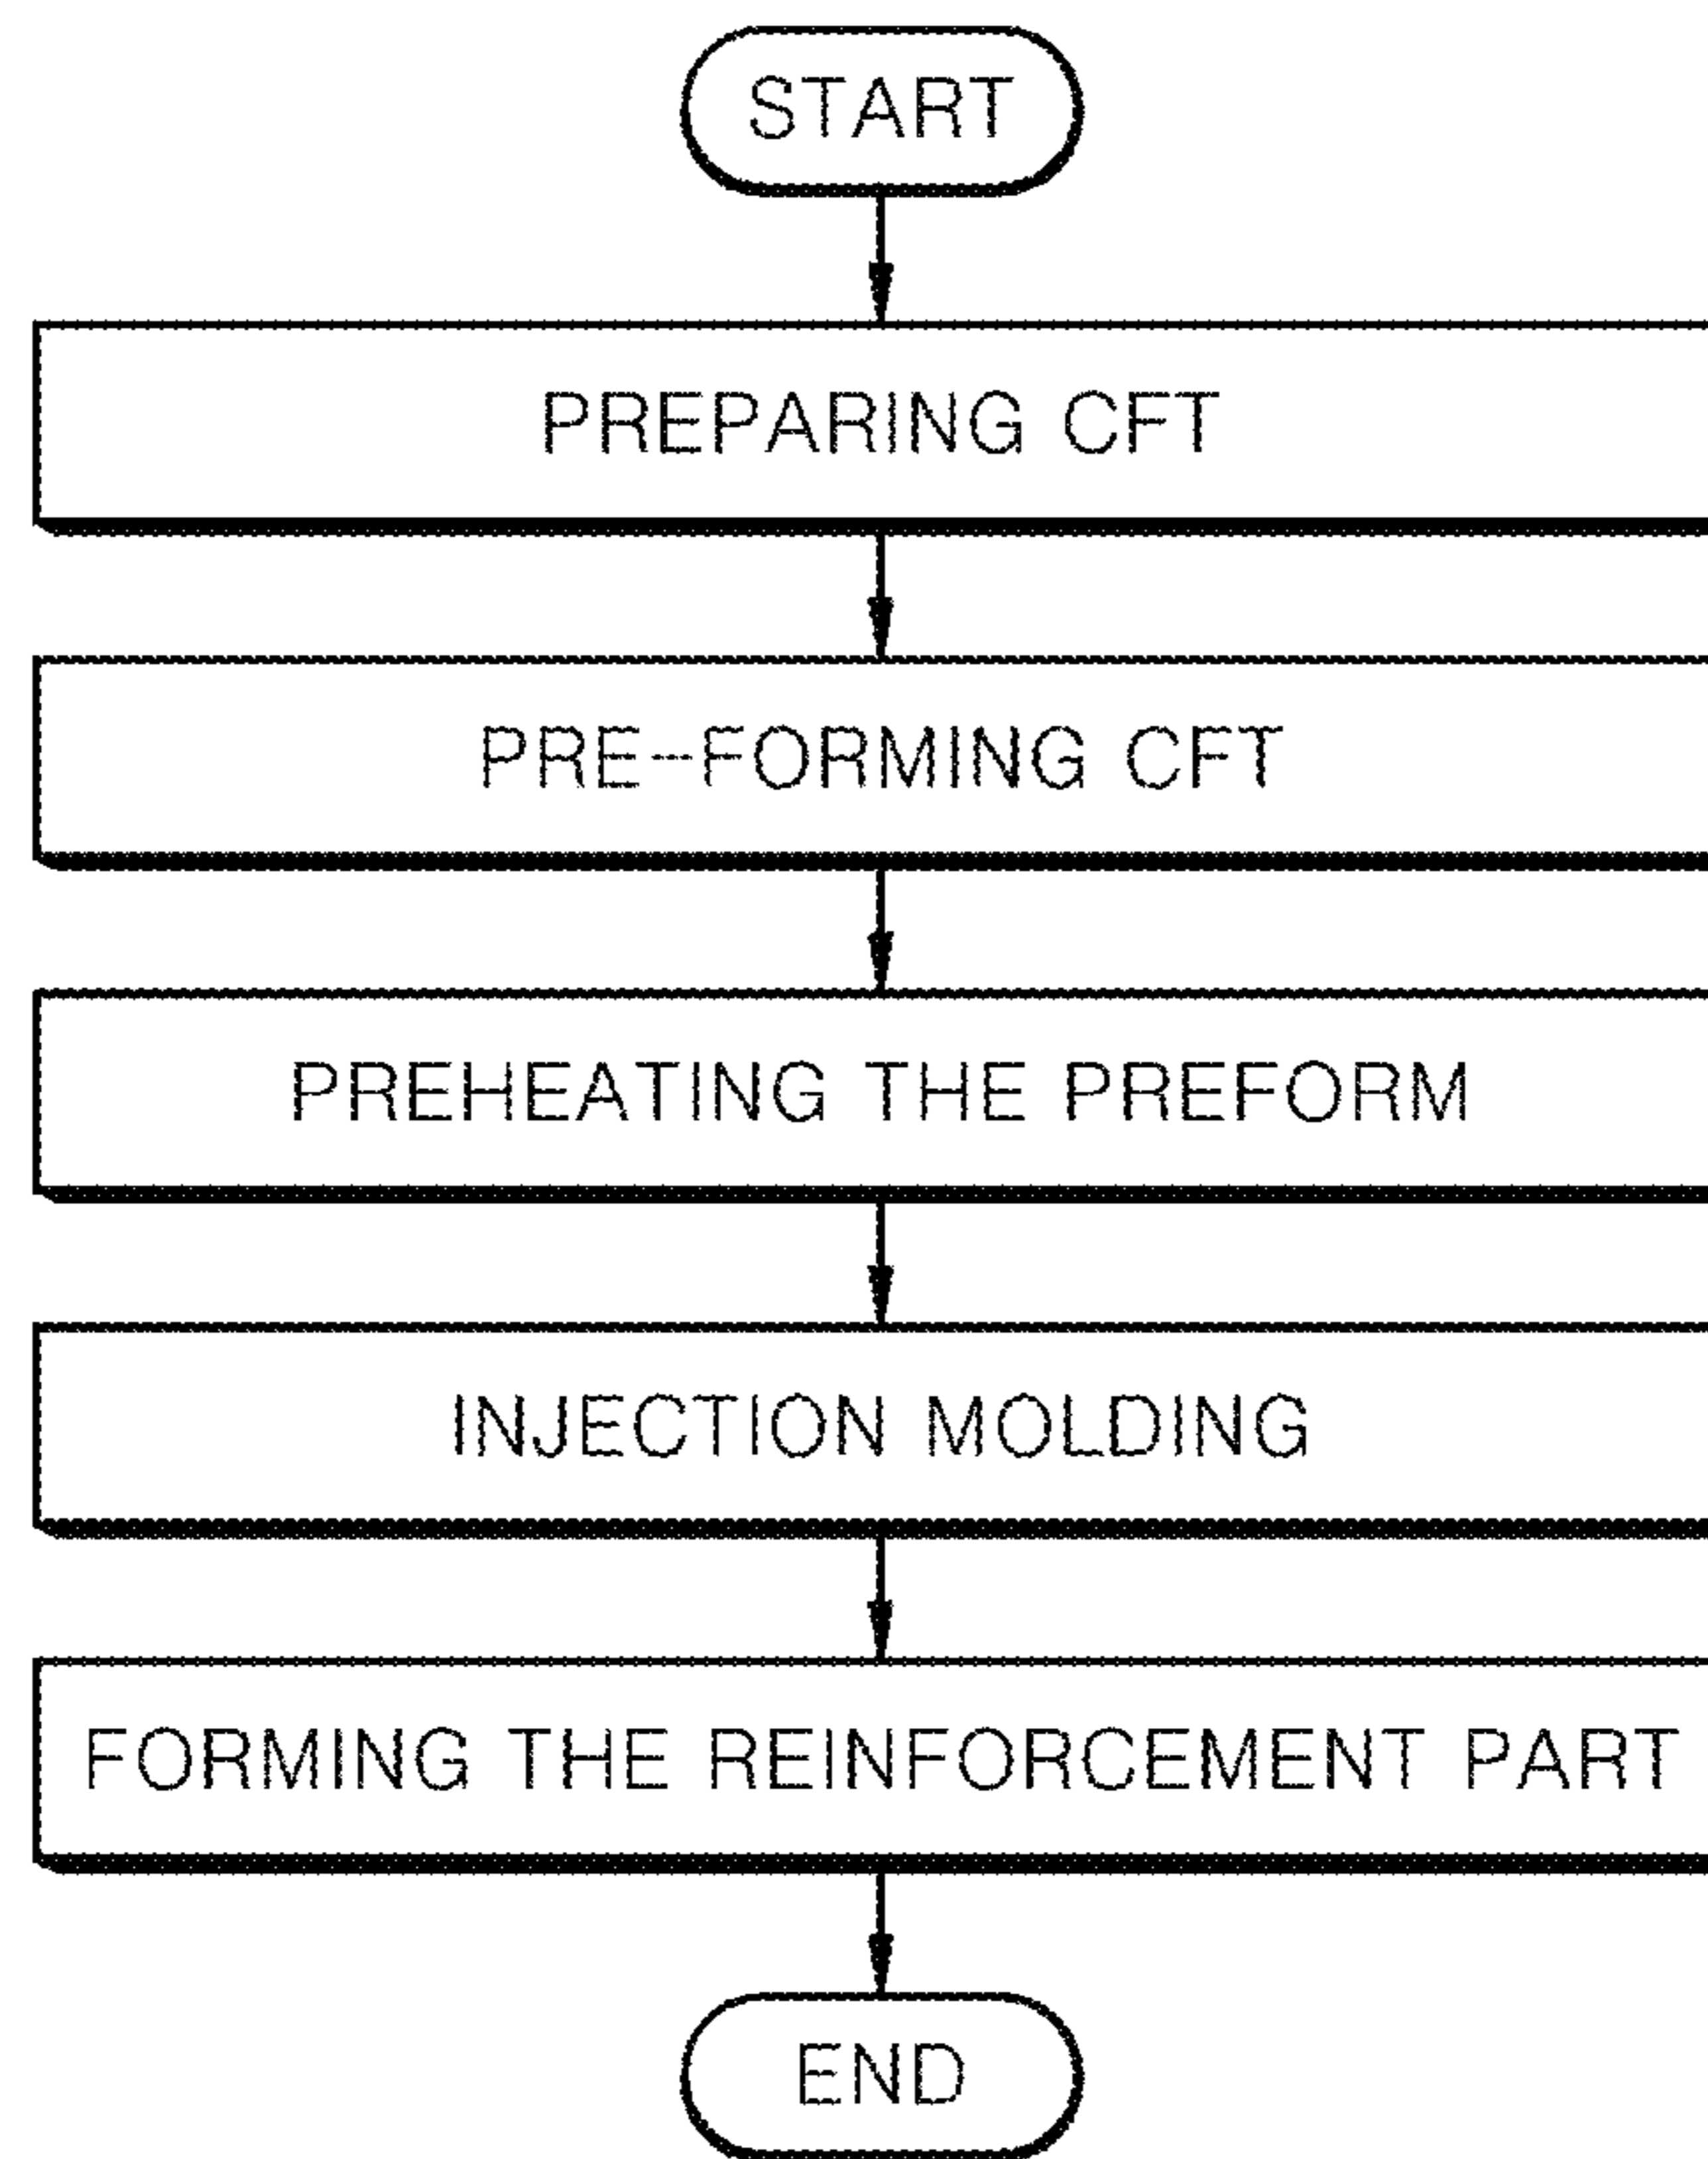 START
PREPARING CFT
PRE-FORMING CFT
PREHEATING THE PREFORM
INJECTION MOLDING
FORMING THE REINFORCEMENT PART
END